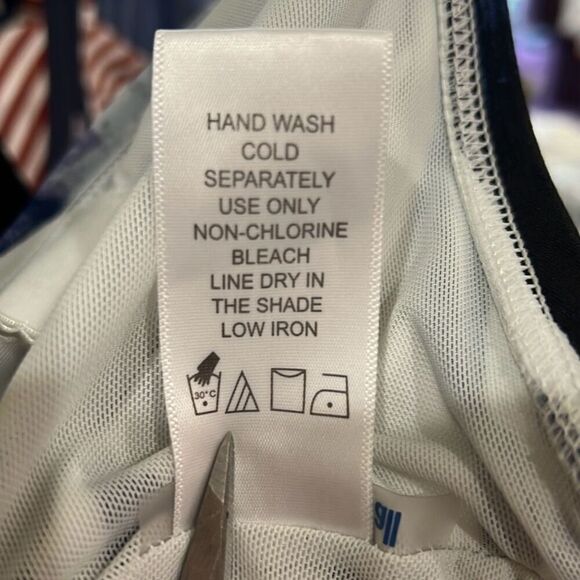 HAND WASH
COLD
SEPARATELY
USE ONLY
NON-CHLORINE
BLEACH
LINE DRY IN
THE SHADE
LOW IRON
30°C